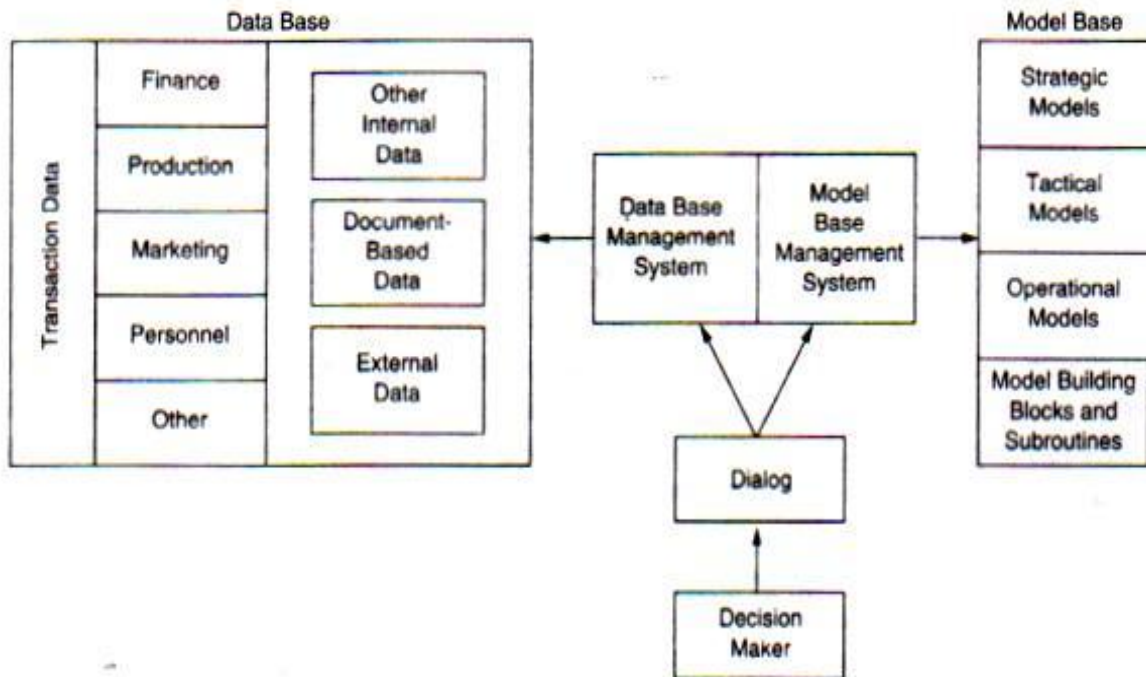 Data Base
Model Base
Transaction Data
Finance
Production
Marketing
Personnel
Other
Other
Internal
Data
Document-
Based
Data
External
Data
Data Base
Management
System
Model
Base
Management
System
Strategic
Models
Tactical
Models
Operational
Models
Model Building
Blocks and
Subroutines
Dialog
Decision
Maker